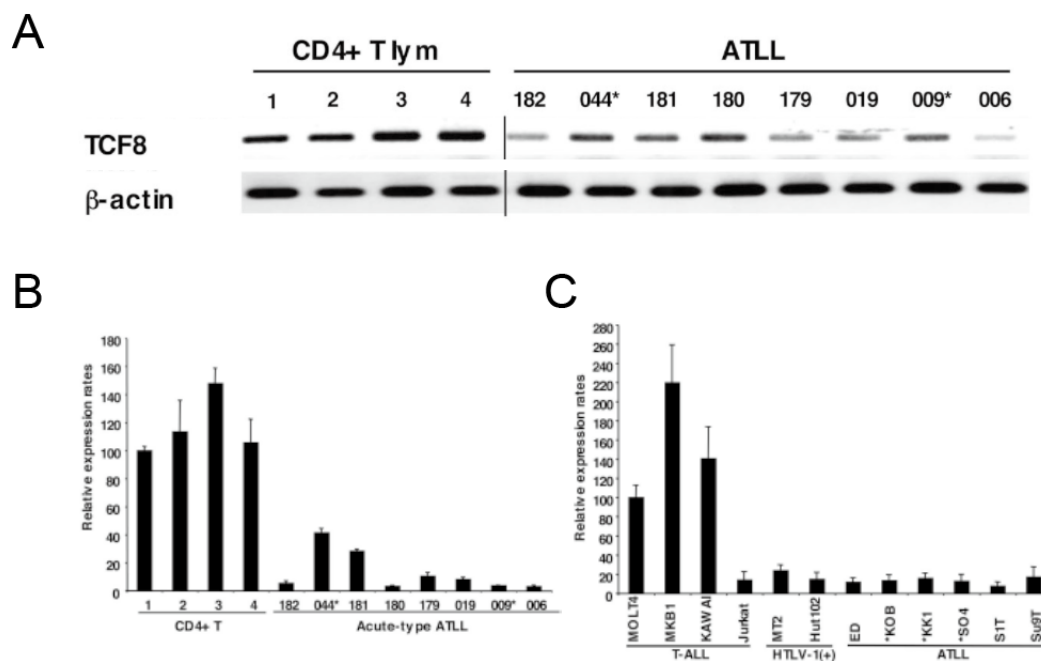 A
CD4+ T lym ATLL
1 2 3 4 182 044* 181 180 179 019 009* 006
TCF8
β-actin
B
Relative expression rates
180
160
140
120
100
80
60
40
20
0
1 2 3 4 182 044* 181 180 179 019 009* 006
CD4+ T Acute-type ATLL
C
Relative expression rates
280
260
240
220
200
180
160
140
120
100
80
60
40
20
0
MOLT4 MKB1 KAWAI Jurkat MT2 Hut102 ED *KOB *KK1 *SO4 S1T Su9T
T-ALL HTLV-1(+) ATLL